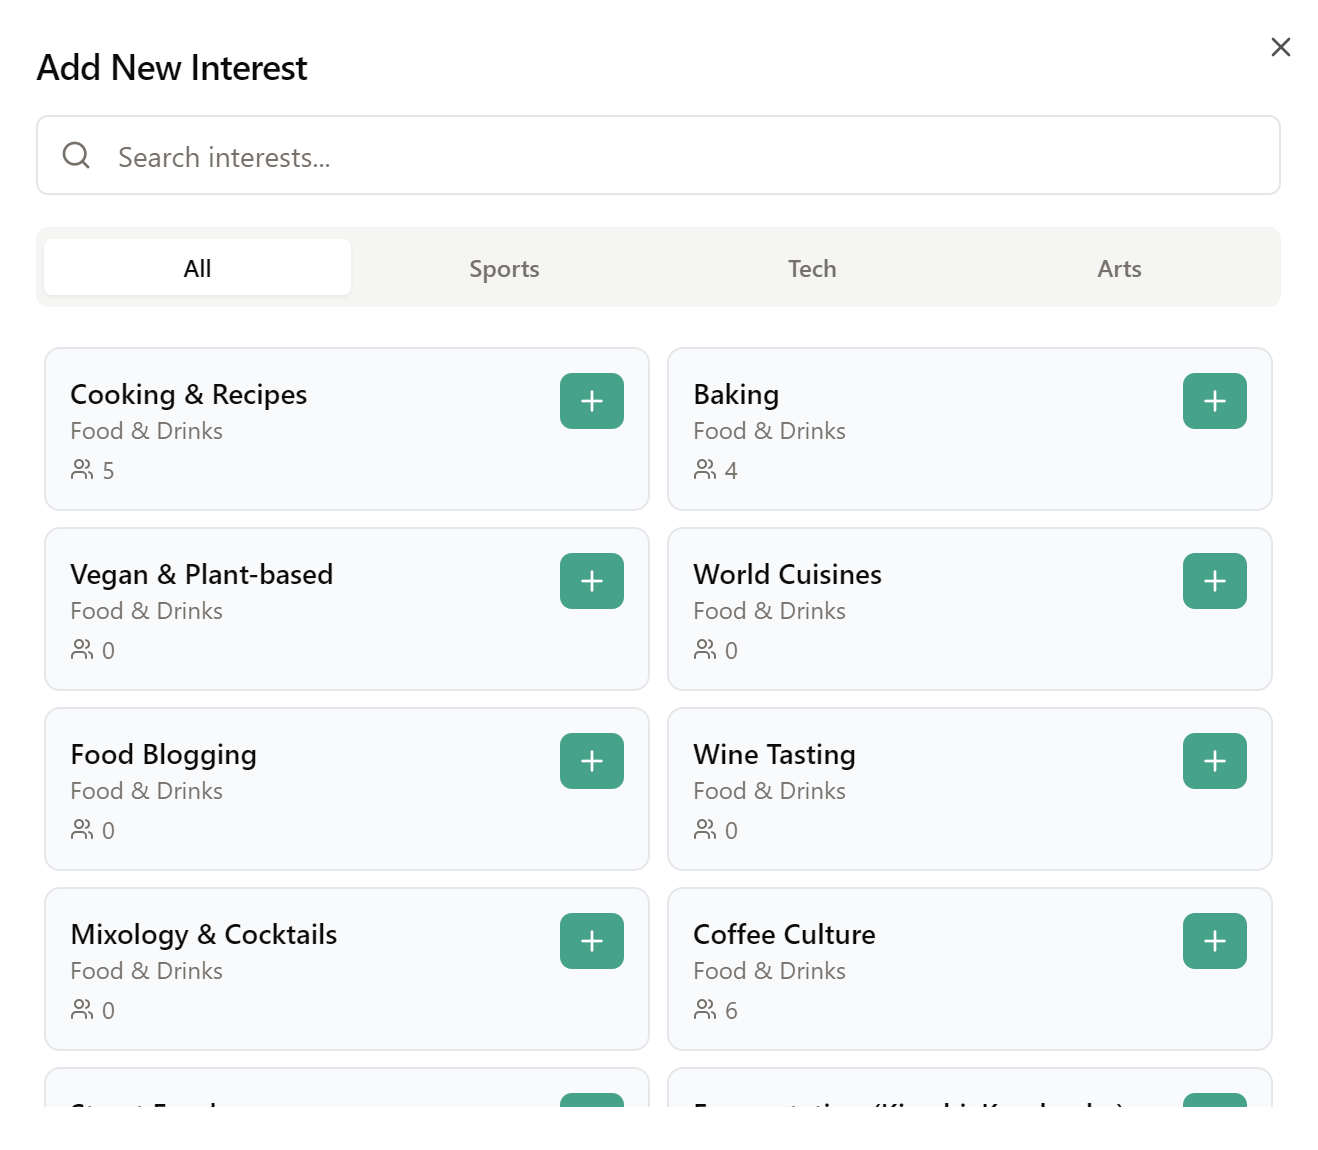 Add New Interest
Search interests...
All Sports Tech Arts
Cooking & Recipes
Food & Drinks
5
Baking
Food & Drinks
4
Vegan & Plant-based
Food & Drinks
0
World Cuisines
Food & Drinks
0
Food Blogging
Food & Drinks
0
Wine Tasting
Food & Drinks
0
Mixology & Cocktails
Food & Drinks
0
Coffee Culture
Food & Drinks
6